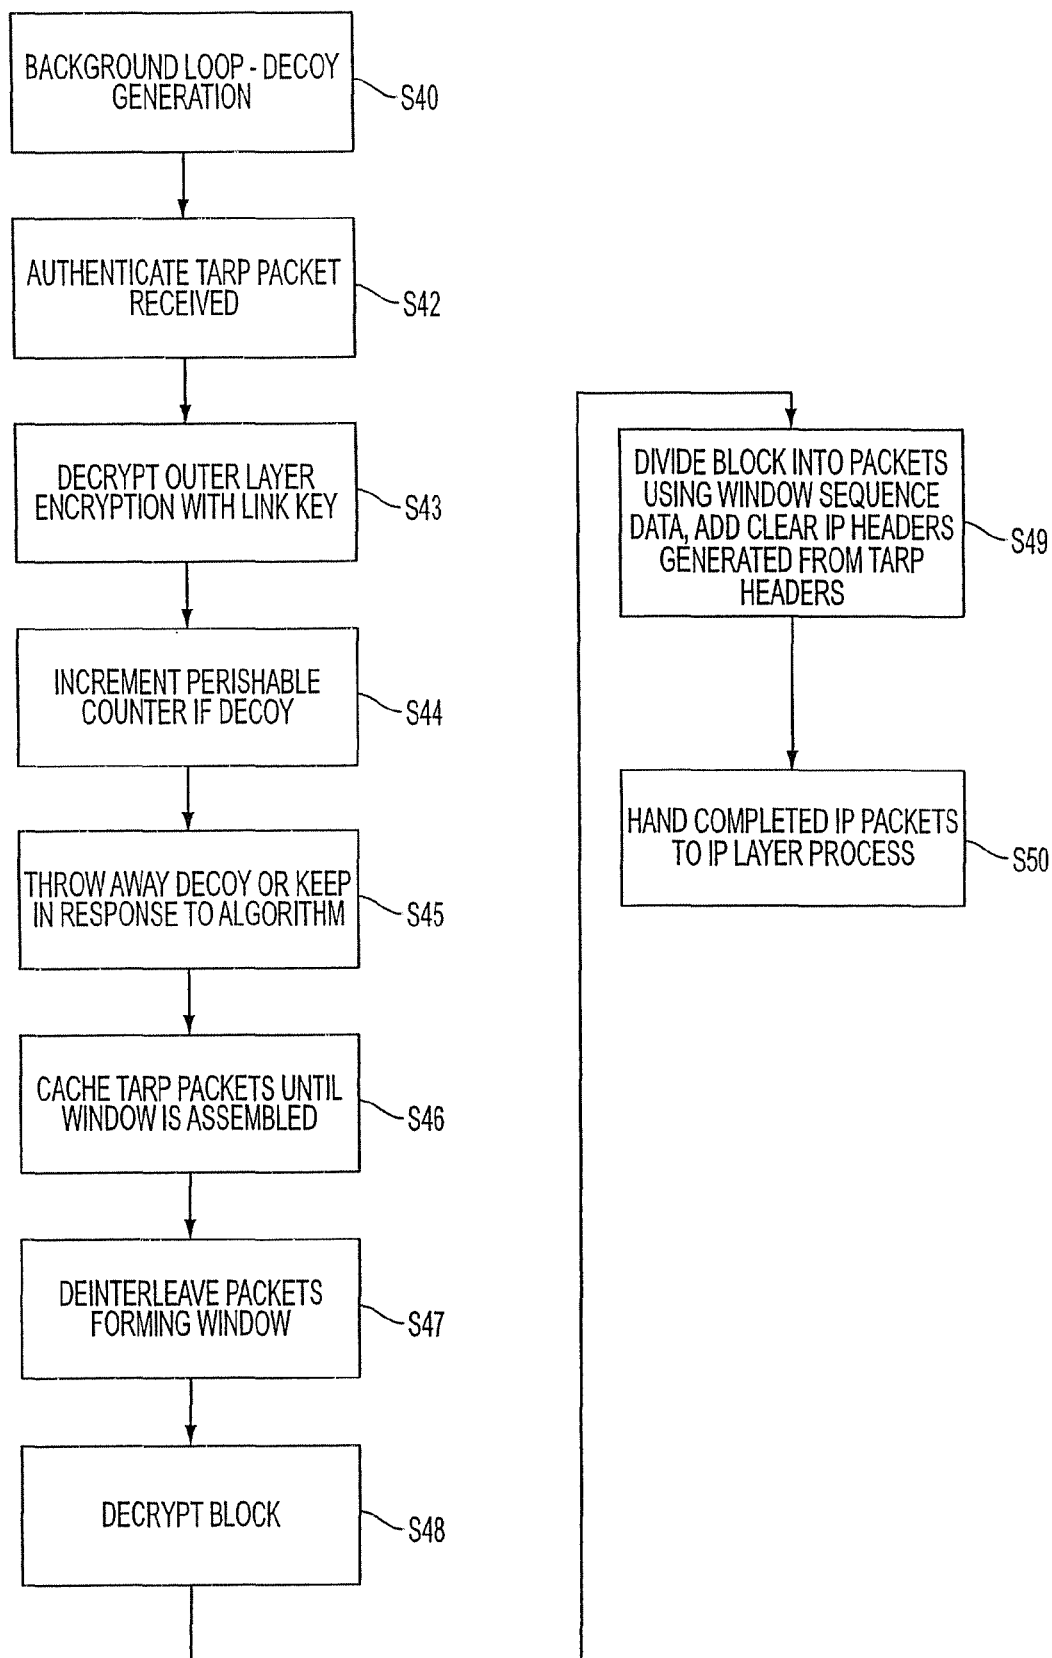 BACKGROUND LOOP - DECOY
GENERATION
S40
AUTHENTICATE TARP PACKET
RECEIVED
S42
DECRYPT OUTER LAYER
ENCRYPTION WITH LINK KEY
S43
INCREMENT PERISHABLE
COUNTER IF DECOY
S44
THROW AWAY DECOY OR KEEP
IN RESPONSE TO ALGORITHM
S45
CACHE TARP PACKETS UNTIL
WINDOW IS ASSEMBLED
S46
DEINTERLEAVE PACKETS
FORMING WINDOW
S47
DECRYPT BLOCK
S48
DIVIDE BLOCK INTO PACKETS
USING WINDOW SEQUENCE
DATA, ADD CLEAR IP HEADERS
GENERATED FROM TARP
HEADERS
S49
HAND COMPLETED IP PACKETS
TO IP LAYER PROCESS
S50